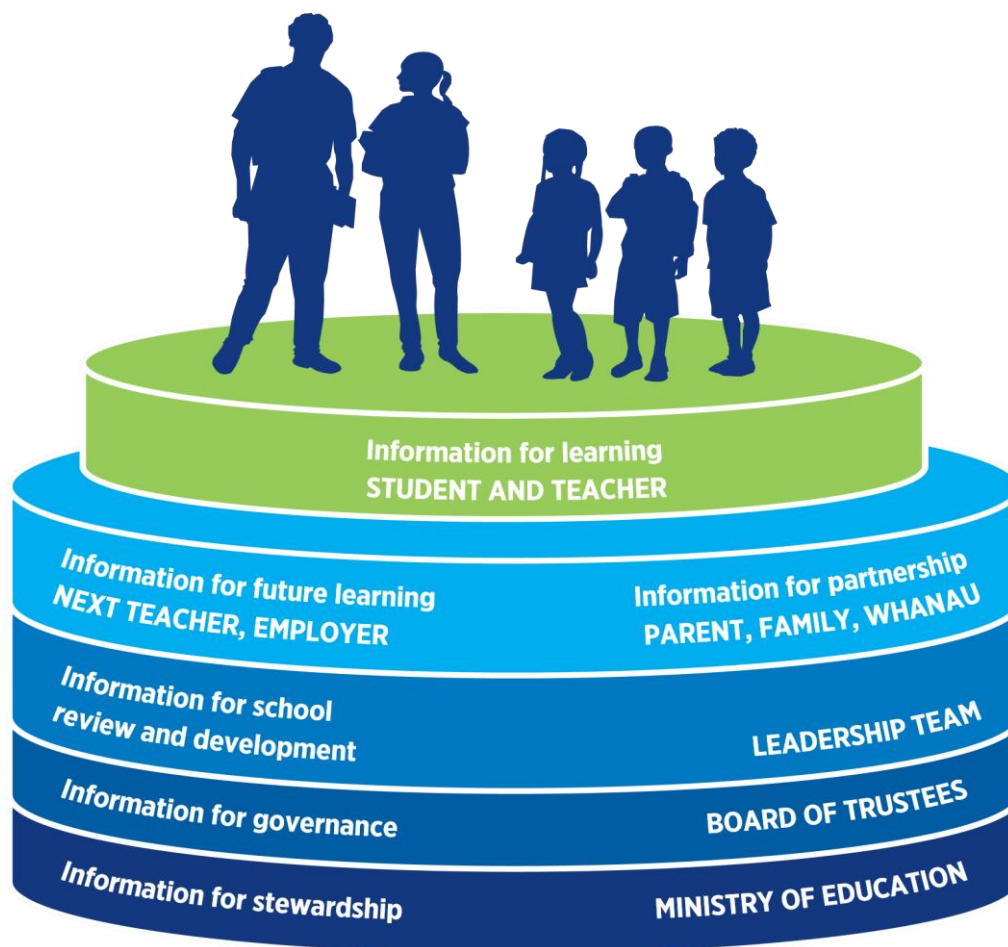 Information for learning
STUDENT AND TEACHER
Information for future learning
NEXT TEACHER, EMPLOYER
Information for partnership
PARENT, FAMILY, WHANAU
Information for school
review and development
LEADERSHIP TEAM
Information for governance
BOARD OF TRUSTEES
Information for stewardship
MINISTRY OF EDUCATION